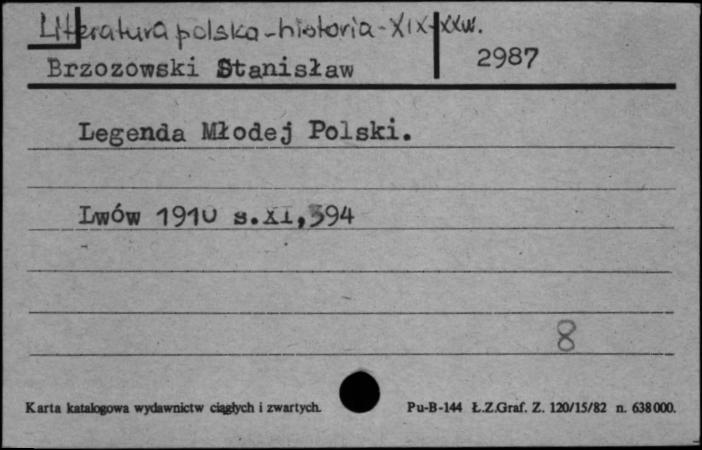 Literatura polska-historia-XIX-XXw.
Brzozowski Stanisław 2987
Legenda Młodej Polski.
Lwów 1910 s.XI,394
8
Karta katalogowa wydawnictw ciągłych i zwartych. Pu-B-144 Ł.Z.Graf. Z. 120/15/82 n. 638000.